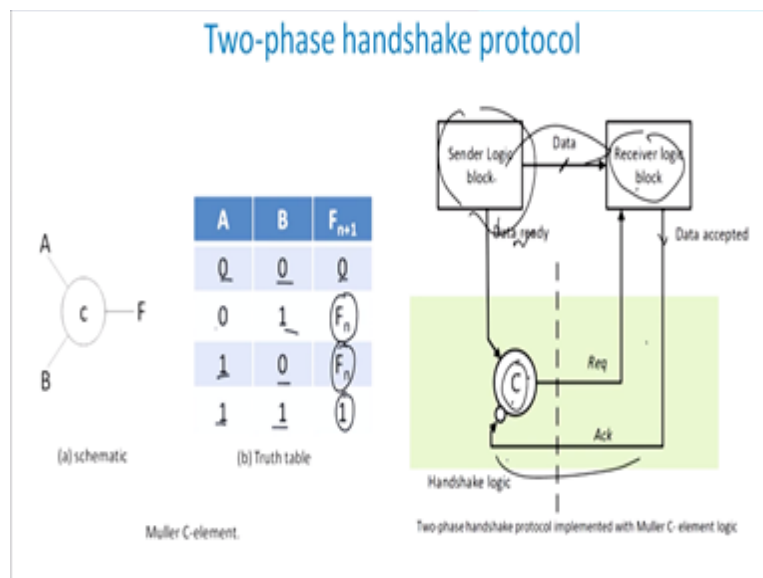 Two-phase handshake protocol
A
C
F
B
(a) schematic
A B Fn+1
0 0 0
0 1 Fn
1 0 Fn
1 1 1
(b) Truth table
Muller C-element.
Sender Logic
block-
Data
Receiver logic
block
Data ready
Data accepted
C
Req
Ack
Handshake logic
Two-phase handshake protocol implemented with Muller C- element logic